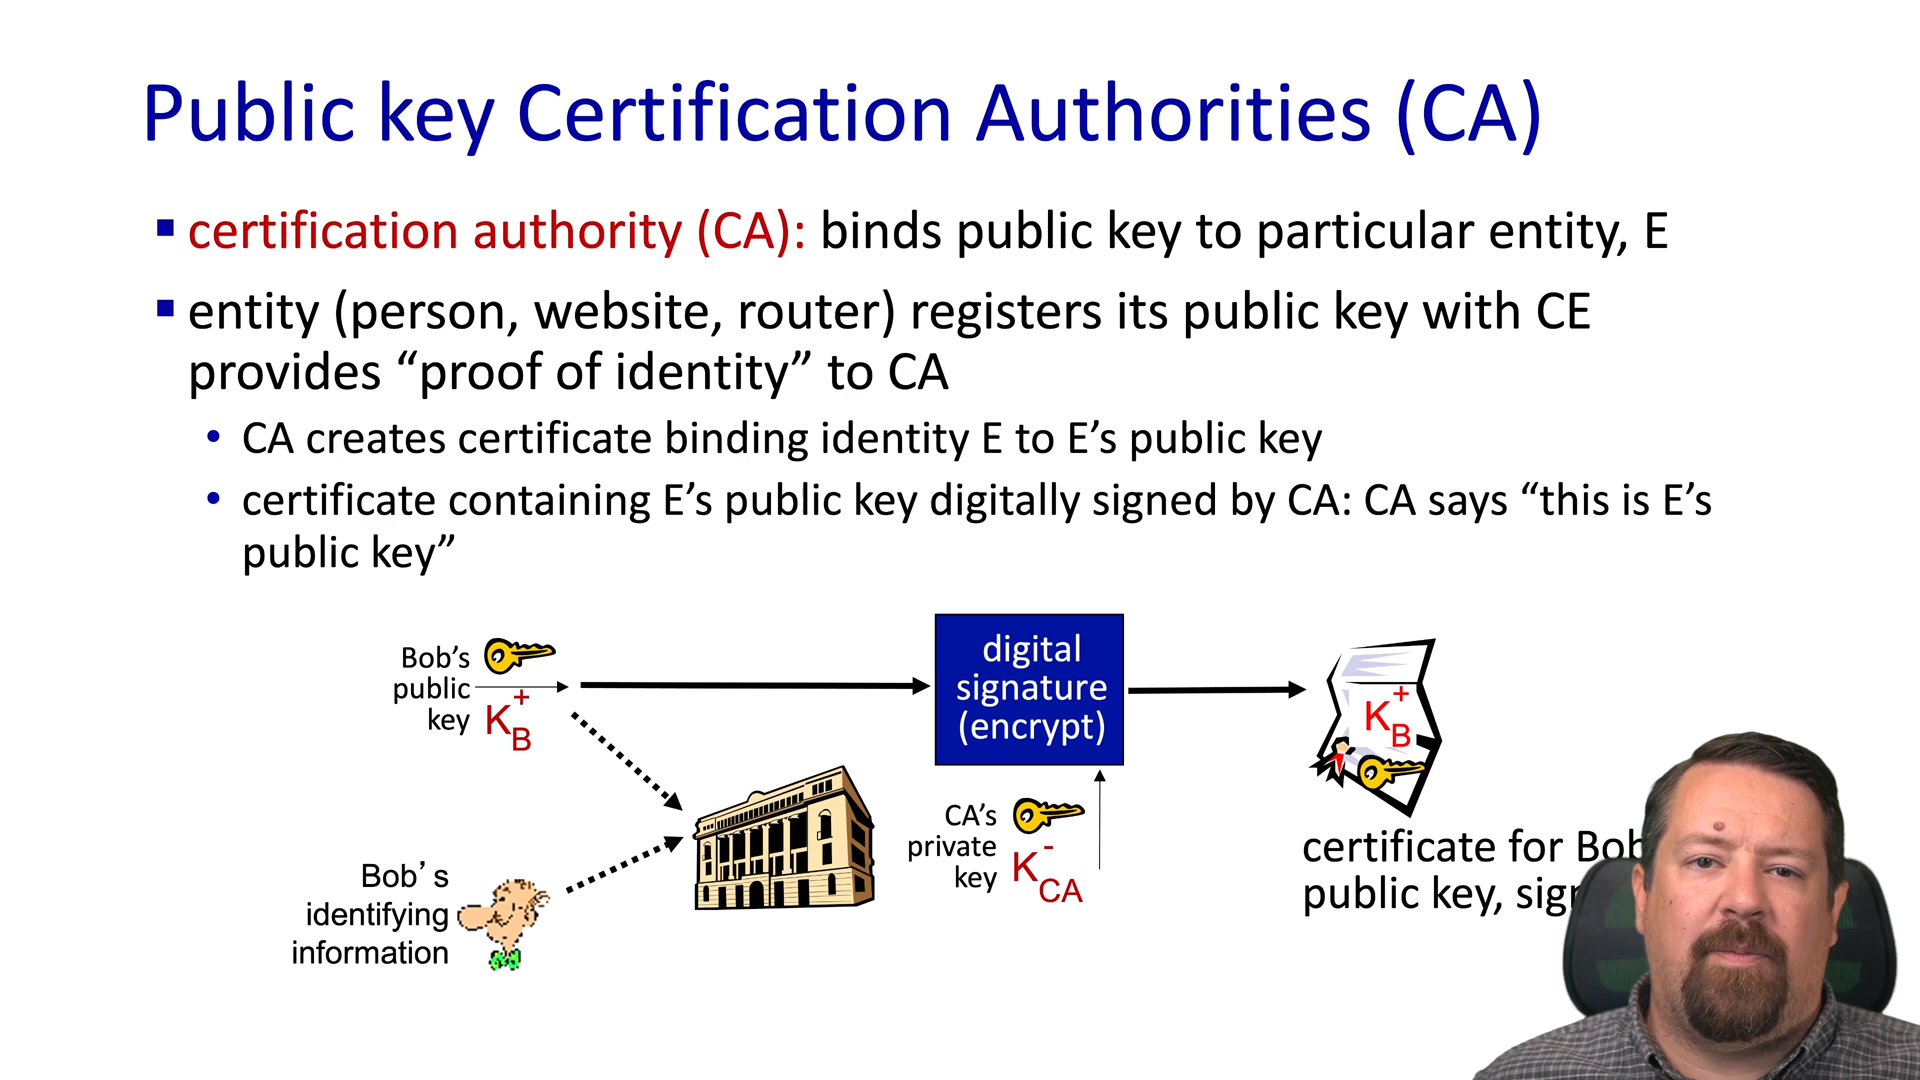 Public key Certification Authorities (CA)
▪ certification authority (CA): binds public key to particular entity, E
▪ entity (person, website, router) registers its public key with CE
provides “proof of identity” to CA
• CA creates certificate binding identity E to E’s public key
• certificate containing E’s public key digitally signed by CA: CA says “this is E’s
public key”
Bob’s
public
key
K+B
digital
signature
(encrypt)
K+B
CA’s
private
key
K-CA
certificate for Bob
public key,
Bob’s
identifying
information